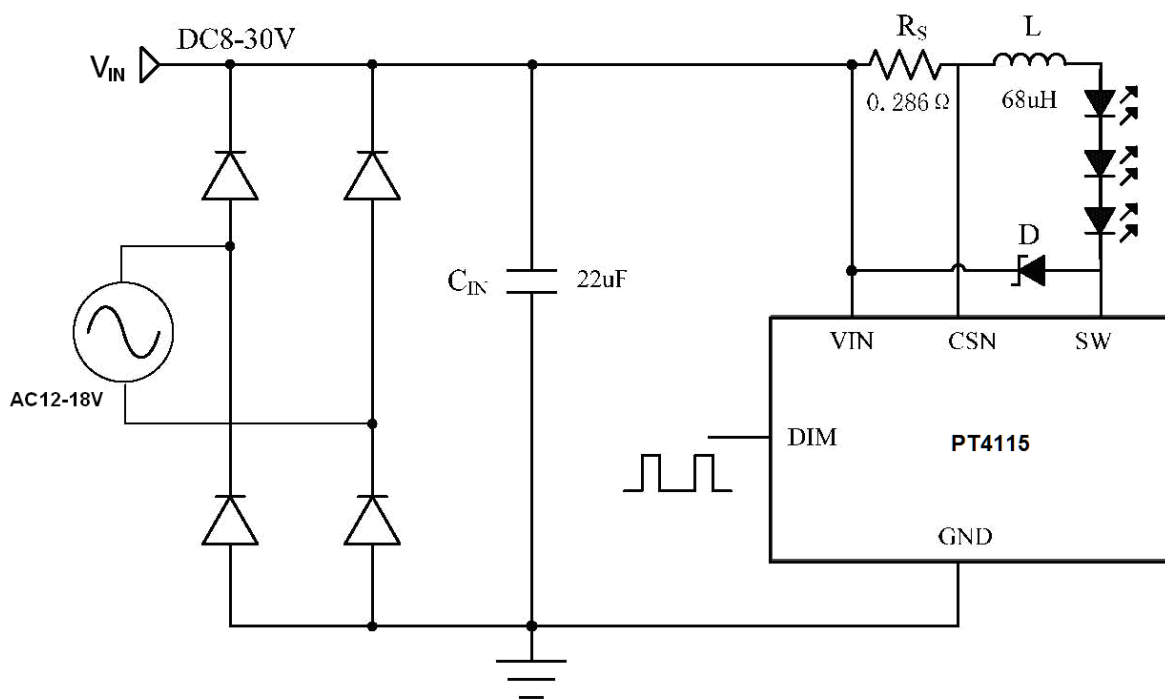 V_IN
DC8-30V
R_S
0.286Ω
L
68uH
D
C_IN
22uF
AC12-18V
VIN
CSN
SW
DIM
PT4115
GND